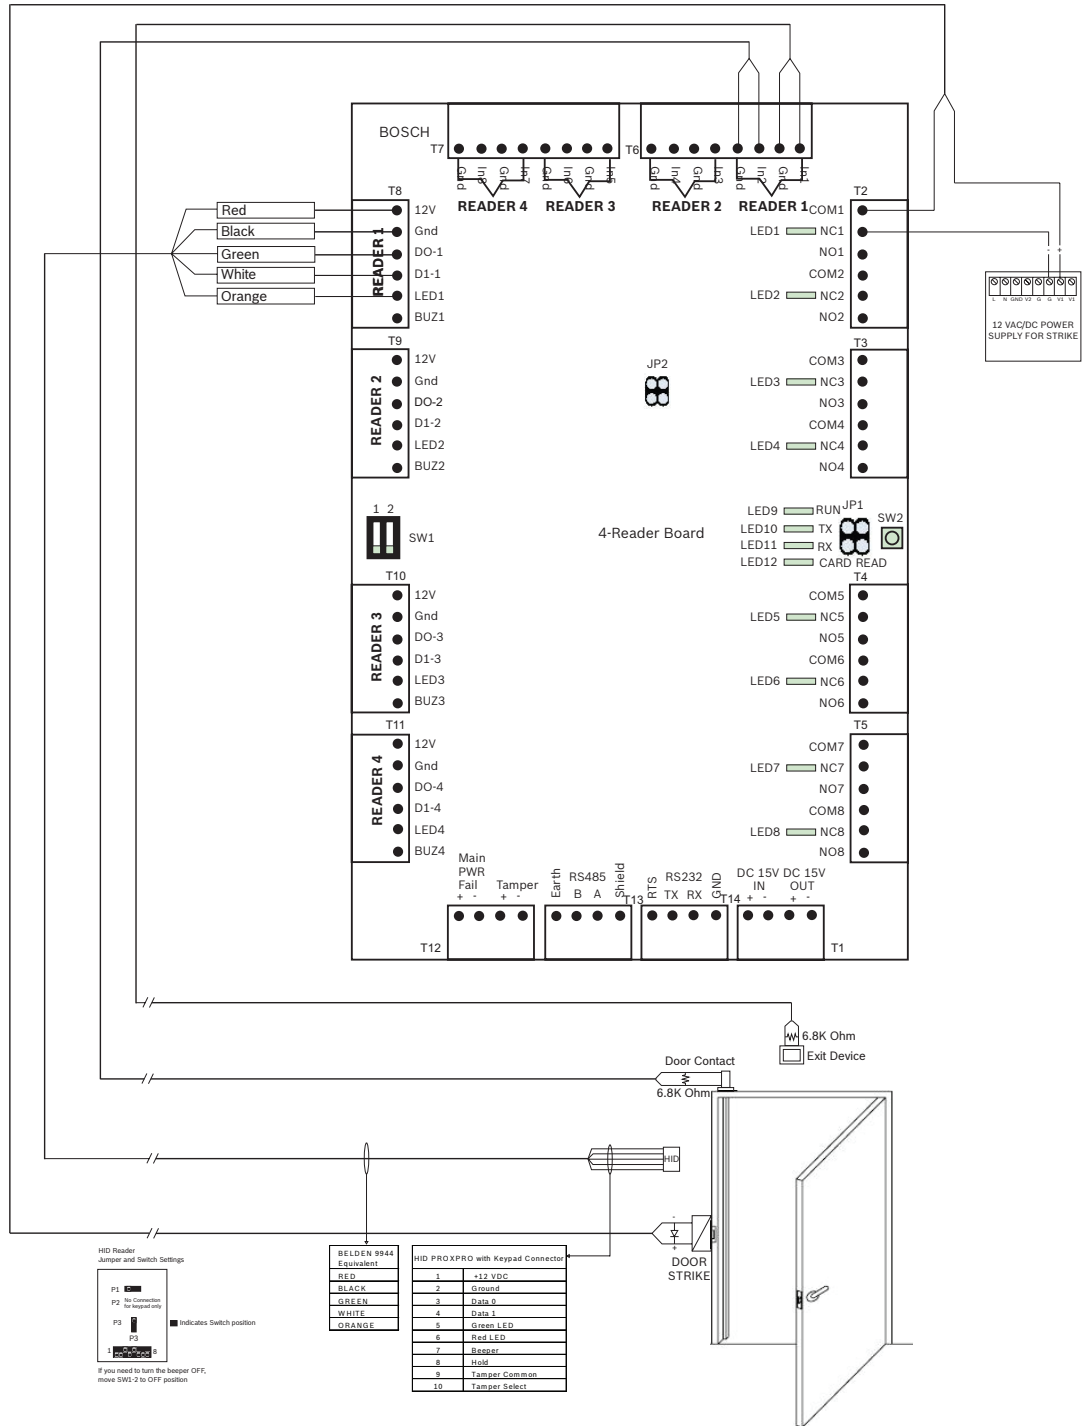 BOSCH
T7
T6
Gnd In8 Gnd In7 Gnd In6 Gnd In5
Gnd In4 Gnd In3 Gnd In2 Gnd In1
READER 4 READER 3 READER 2 READER 1
T8
READER 1
Red 12V
Black Gnd
Green DO-1
White D1-1
Orange LED1
BUZ1
T2
COM1
LED1 NC1
NO1
COM2
LED2 NC2
NO2
- +
L N GND V2 G G V1 V1
12 VAC/DC POWER
SUPPLY FOR STRIKE
T9
READER 2
12V
Gnd
DO-2
D1-2
LED2
BUZ2
JP2
T3
COM3
LED3 NC3
NO3
COM4
LED4 NC4
NO4
1 2
SW1
4-Reader Board
LED9 RUN
LED10 TX
LED11 RX
LED12 CARD READ
JP1
SW2
T10
READER 3
12V
Gnd
DO-3
D1-3
LED3
BUZ3
T4
COM5
LED5 NC5
NO5
COM6
LED6 NC6
NO6
T11
READER 4
12V
Gnd
DO-4
D1-4
LED4
BUZ4
T5
COM7
LED7 NC7
NO7
COM8
LED8 NC8
NO8
Main
PWR
Fail Tamper
+ - + -
T12
Earth RS485 Shield
B A
T13
RTS RS232 GND
TX RX
T14
DC 15V DC 15V
IN OUT
+ - + -
T1
6.8K Ohm
Exit Device
Door Contact
6.8K Ohm
HID
-
+
DOOR
STRIKE
HID Reader
Jumper and Switch Settings
P1
P2 No Connection
for keypad only
P3
P3
1 8
Indicates Switch position
If you need to turn the beeper OFF,
move SW1-2 to OFF position
BELDEN 9944
Equivalent
RED
BLACK
GREEN
WHITE
ORANGE
HID PROXPRO with Keypad Connector
1 +12 VDC
2 Ground
3 Data 0
4 Data 1
5 Green LED
6 Red LED
7 Beeper
8 Hold
9 Tamper Common
10 Tamper Select